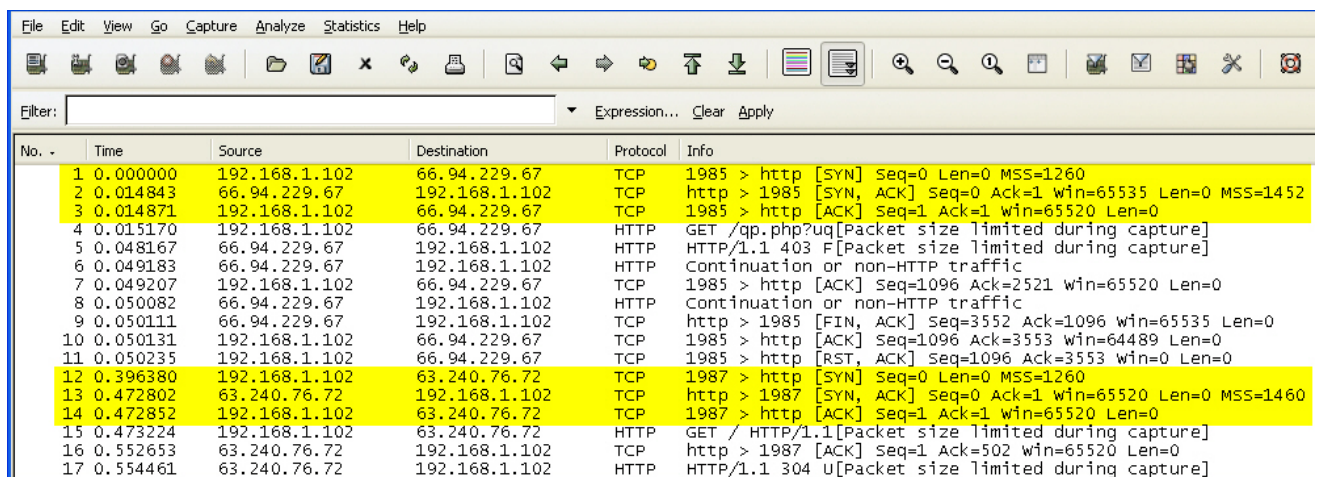 File Edit View Go Capture Analyze Statistics Help
Filter: Expression... Clear Apply
No. Time Source Destination Protocol Info
1 0.000000 192.168.1.102 66.94.229.67 TCP 1985 > http [SYN] Seq=0 Len=0 MSS=1260
2 0.014843 66.94.229.67 192.168.1.102 TCP http > 1985 [SYN, ACK] Seq=0 Ack=1 Win=65535 Len=0 MSS=1452
3 0.014871 192.168.1.102 66.94.229.67 TCP 1985 > http [ACK] Seq=1 Ack=1 Win=65520 Len=0
4 0.015170 192.168.1.102 66.94.229.67 HTTP GET /qp.php?uq[Packet size limited during capture]
5 0.048167 66.94.229.67 192.168.1.102 HTTP HTTP/1.1 403 F[Packet size limited during capture]
6 0.049183 66.94.229.67 192.168.1.102 HTTP Continuation or non-HTTP traffic
7 0.049207 192.168.1.102 66.94.229.67 TCP 1985 > http [ACK] Seq=1096 Ack=2521 Win=65520 Len=0
8 0.050082 66.94.229.67 192.168.1.102 HTTP Continuation or non-HTTP traffic
9 0.050111 66.94.229.67 192.168.1.102 TCP http > 1985 [FIN, ACK] Seq=3552 Ack=1096 Win=65535 Len=0
10 0.050131 192.168.1.102 66.94.229.67 TCP 1985 > http [ACK] Seq=1096 Ack=3553 Win=64489 Len=0
11 0.050235 192.168.1.102 66.94.229.67 TCP 1985 > http [RST, ACK] Seq=1096 Ack=3553 Win=0 Len=0
12 0.396380 192.168.1.102 63.240.76.72 TCP 1987 > http [SYN] Seq=0 Len=0 MSS=1260
13 0.472802 63.240.76.72 192.168.1.102 TCP http > 1987 [SYN, ACK] Seq=0 Ack=1 Win=65520 Len=0 MSS=1460
14 0.472852 192.168.1.102 63.240.76.72 TCP 1987 > http [ACK] Seq=1 Ack=1 Win=65520 Len=0
15 0.473224 192.168.1.102 63.240.76.72 HTTP GET / HTTP/1.1[Packet size limited during capture]
16 0.552653 63.240.76.72 192.168.1.102 TCP http > 1987 [ACK] Seq=1 Ack=502 Win=65520 Len=0
17 0.554461 63.240.76.72 192.168.1.102 HTTP HTTP/1.1 304 U[Packet size limited during capture]